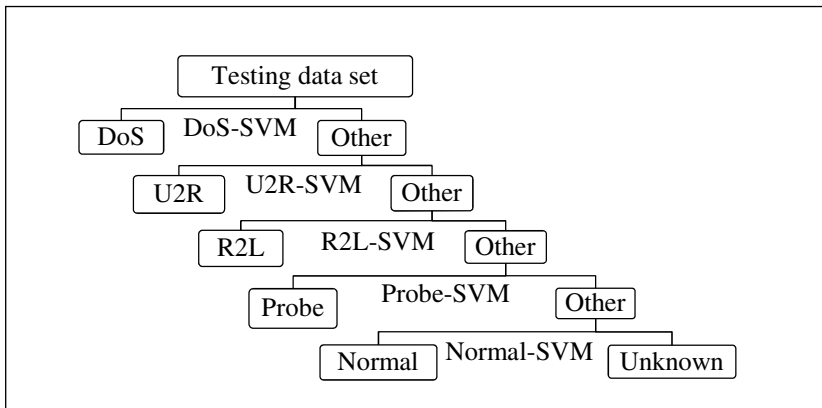 Testing data set
DoS DoS-SVM Other
U2R U2R-SVM Other
R2L R2L-SVM Other
Probe Probe-SVM Other
Normal Normal-SVM Unknown